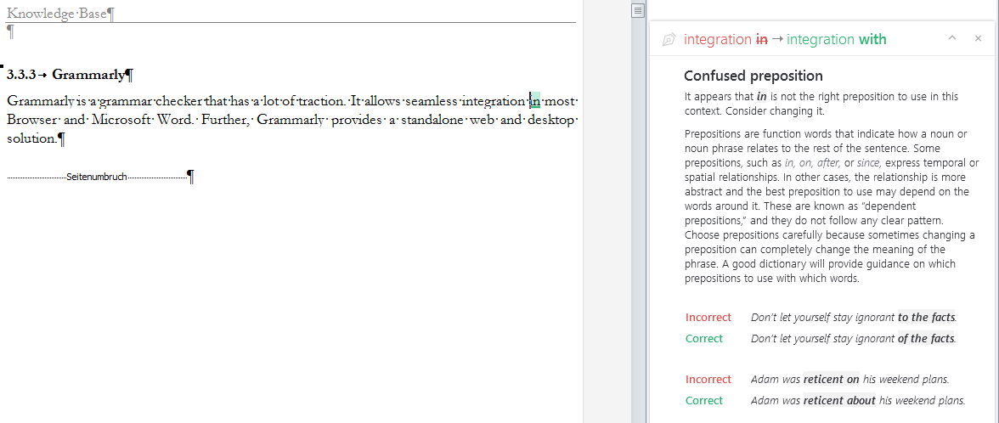 Knowledge·Base¶
¶
3.3.3→ Grammarly¶
Grammarly·is·a·grammar·checker·that·has·a·lot·of·traction.··It·allows·seamless·integration·in·most·
Browser··and··Microsoft··Word.··Further,··Grammarly··provides··a··standalone··web··and··desktop·
solution.¶
Seitenumbruch¶
integration in → integration with
Confused preposition
It appears that in is not the right preposition to use in this
context. Consider changing it.
Prepositions are function words that indicate how a noun or
noun phrase relates to the rest of the sentence. Some
prepositions, such as in, on, after, or since, express temporal or
spatial relationships. In other cases, the relationship is more
abstract and the best preposition to use may depend on the
words around it. These are known as “dependent
prepositions,” and they do not follow any clear pattern.
Choose prepositions carefully because sometimes changing a
preposition can completely change the meaning of the
phrase. A good dictionary will provide guidance on which
prepositions to use with which words.
Incorrect Don’t let yourself stay ignorant to the facts.
Correct Don’t let yourself stay ignorant of the facts.
Incorrect Adam was reticent on his weekend plans.
Correct Adam was reticent about his weekend plans.